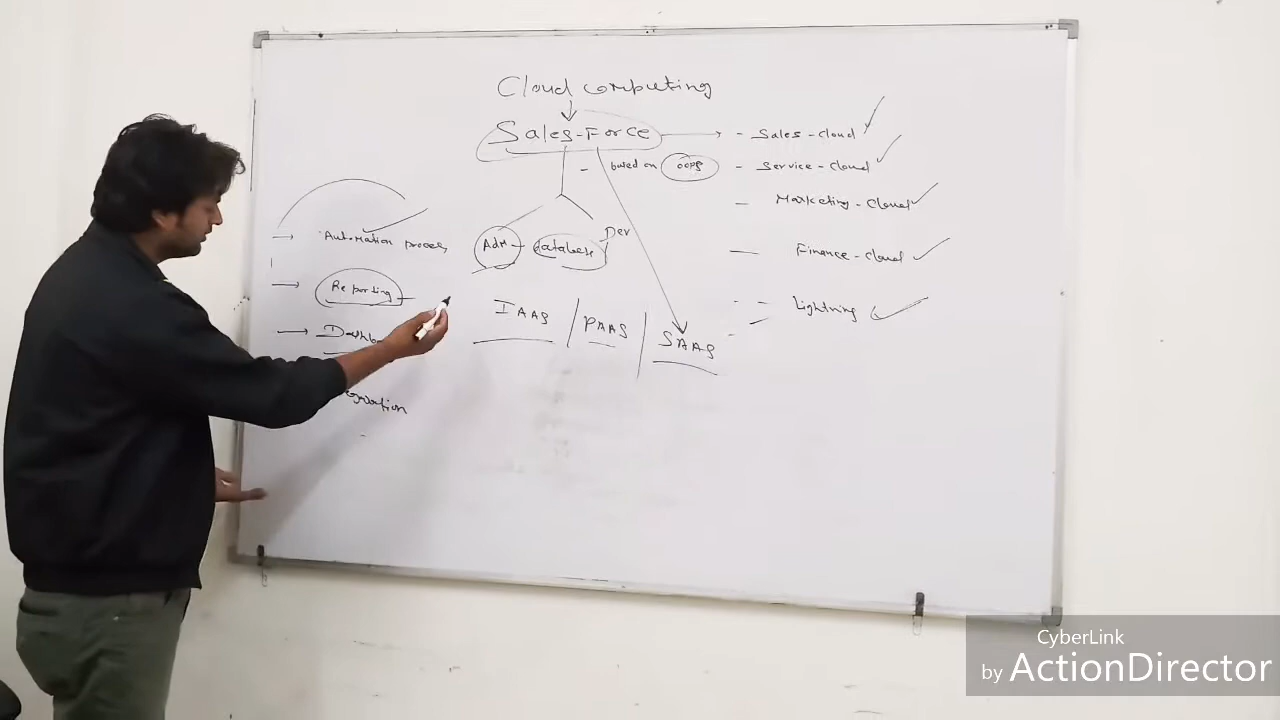 Cloud computing
Sales-Force
- based on OOPS
- Sales-cloud
- Service-cloud
- Marketing-Cloud
- Finance-cloud
- Lightning
Adm - database
Dev
Automation process
Reporting
IAAS / PAAS / SAAS
CyberLink
by ActionDirector